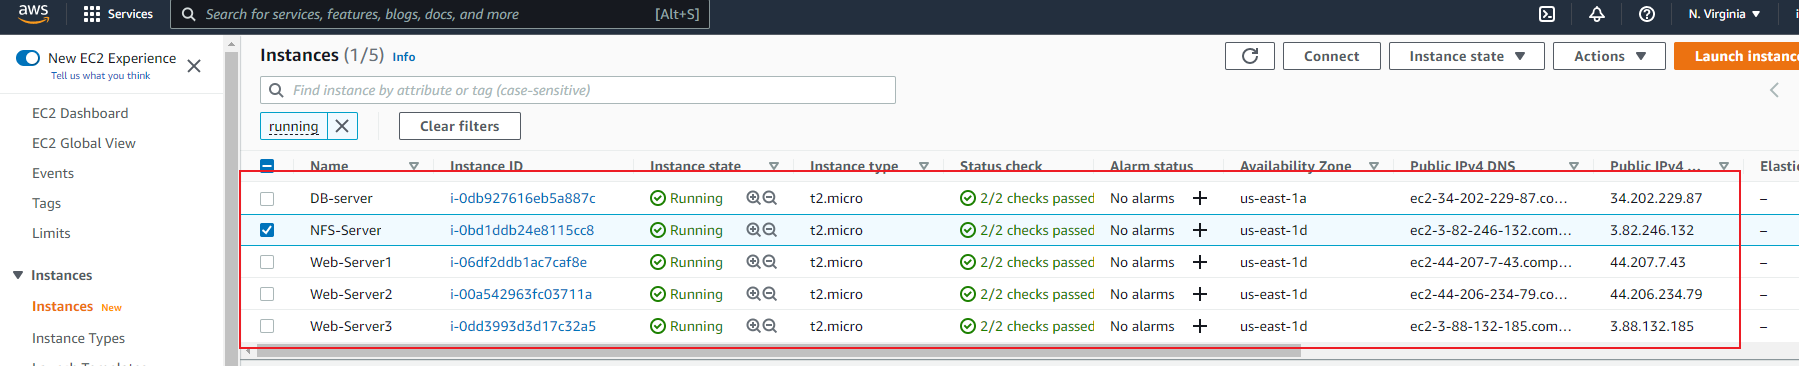 aws Services Search for services, features, blogs, docs, and more [Alt+S] N. Virginia
New EC2 Experience
Tell us what you think
EC2 Dashboard
EC2 Global View
Events
Tags
Limits
Instances
Instances New
Instance Types
Instances (1/5) Info Connect Instance state Actions Launch instance
Find instance by attribute or tag (case-sensitive)
running Clear filters
Name Instance ID Instance state Instance type Status check Alarm status Availability Zone Public IPv4 DNS Public IPv4 ... Elastic
DB-server i-0db927616eb5a887c Running t2.micro 2/2 checks passed No alarms + us-east-1a ec2-34-202-229-87.co... 34.202.229.87 –
NFS-Server i-0bd1ddb24e8115cc8 Running t2.micro 2/2 checks passed No alarms + us-east-1d ec2-3-82-246-132.com... 3.82.246.132 –
Web-Server1 i-06df2ddb1ac7caf8e Running t2.micro 2/2 checks passed No alarms + us-east-1d ec2-44-207-7-43.comp... 44.207.7.43 –
Web-Server2 i-00a542963fc03711a Running t2.micro 2/2 checks passed No alarms + us-east-1d ec2-44-206-234-79.co... 44.206.234.79 –
Web-Server3 i-0dd3993d3d17c32a5 Running t2.micro 2/2 checks passed No alarms + us-east-1d ec2-3-88-132-185.com... 3.88.132.185 –